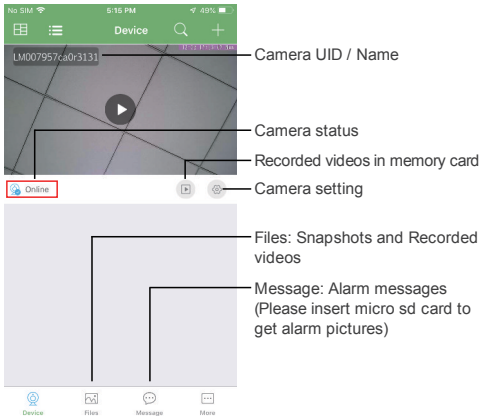 No SIM 5:15 PM 49%
Device
LM007957ca0r3131
Camera UID / Name
Camera status
Recorded videos in memory card
Online
Camera setting
Files: Snapshots and Recorded
videos
Message: Alarm messages
(Please insert micro sd card to
get alarm pictures)
Device Files Message More